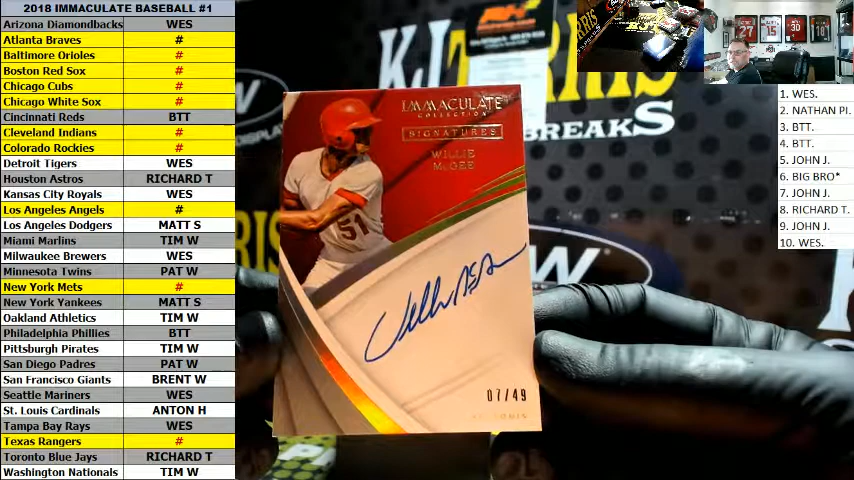 2018 IMMACULATE BASEBALL #1
Arizona Diamondbacks WES
Atlanta Braves #
Baltimore Orioles #
Boston Red Sox #
Chicago Cubs #
Chicago White Sox #
Cincinnati Reds BTT
Cleveland Indians #
Colorado Rockies #
Detroit Tigers WES
Houston Astros RICHARD T
Kansas City Royals WES
Los Angeles Angels #
Los Angeles Dodgers MATT S
Miami Marlins TIM W
Milwaukee Brewers WES
Minnesota Twins PAT W
New York Mets #
New York Yankees MATT S
Oakland Athletics TIM W
Philadelphia Phillies BTT
Pittsburgh Pirates TIM W
San Diego Padres PAT W
San Francisco Giants BRENT W
Seattle Mariners WES
St. Louis Cardinals ANTON H
Tampa Bay Rays WES
Texas Rangers #
Toronto Blue Jays RICHARD T
Washington Nationals TIM W
IMMACULATE
COLLECTION
SIGNATURES
WILLIE
McGEE
51
07/49
ST. LOUIS
BREAKS
1. WES.
2. NATHAN PI.
3. BTT.
4. BTT.
5. JOHN J.
6. BIG BRO*
7. JOHN J.
8. RICHARD T.
9. JOHN J.
10. WES.